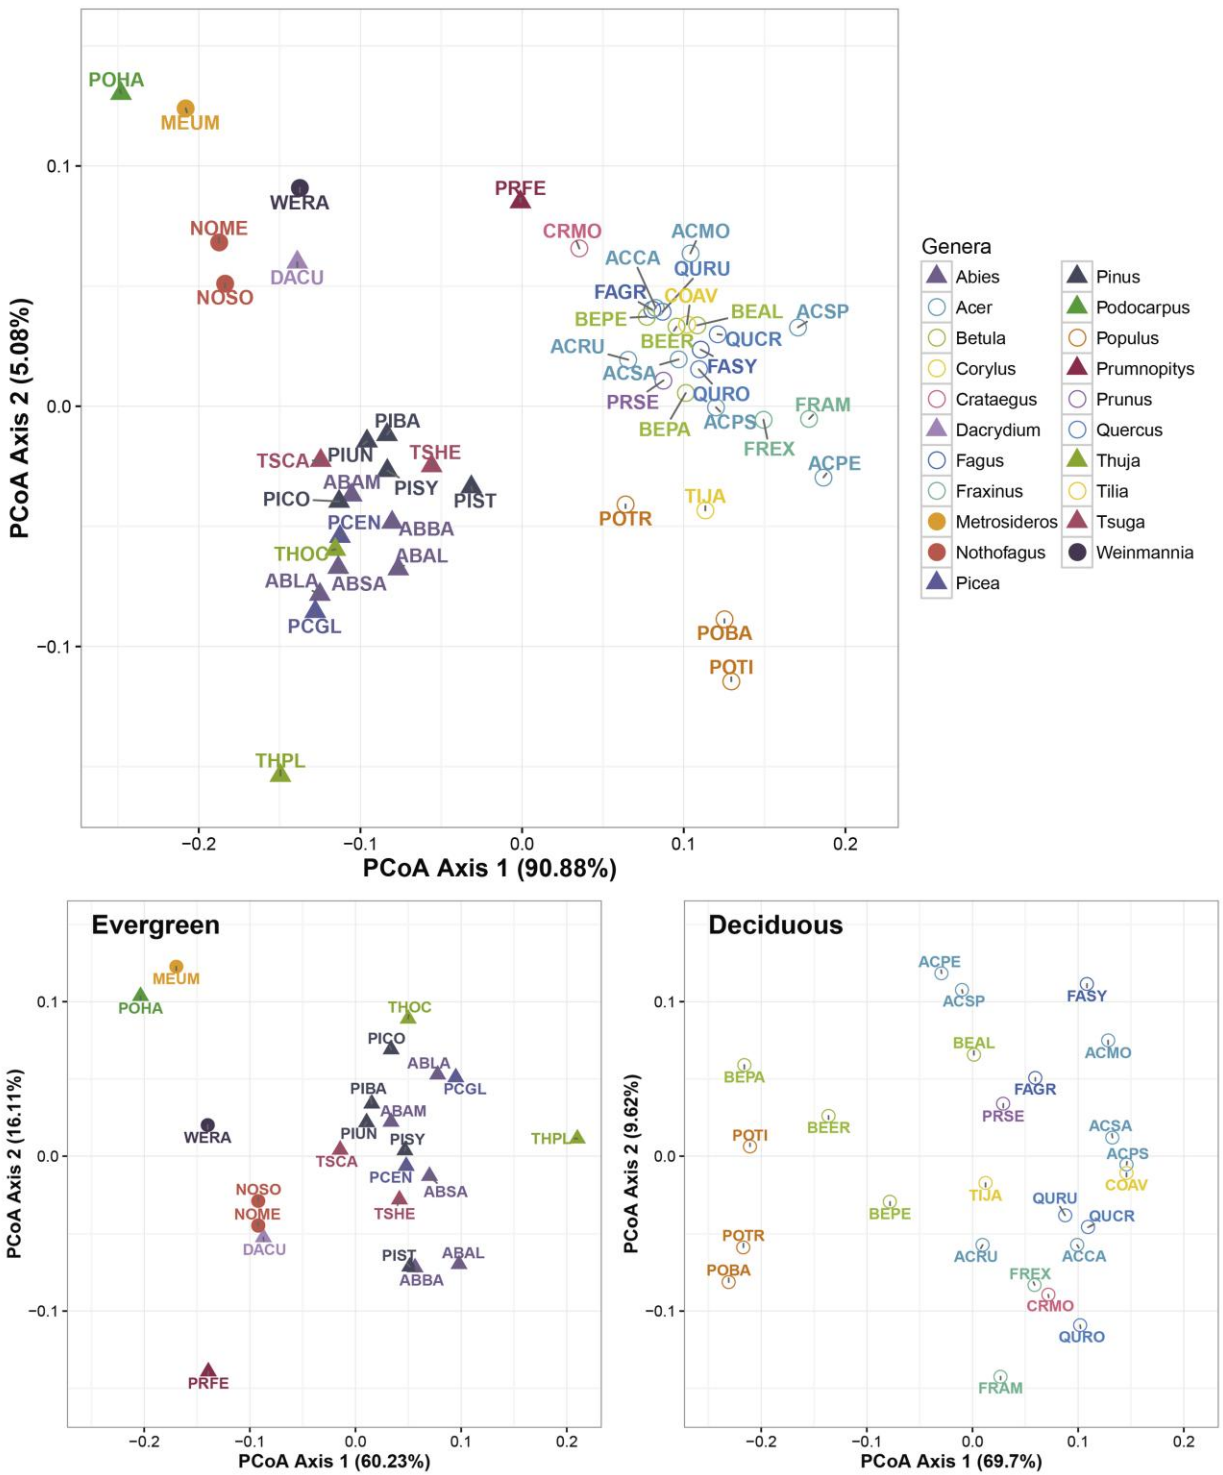 POHA
MEUM
WERA
NOME
DACU
NOSO
PRFE
CRMO
ACMO
ACCA
QURU
FAGR
COAV
BEPE
BEAL
ACSP
BEER
QUCR
ACRU
ACSA
FASY
PRSE
QURO
BEPA
ACPS
FRAM
FREX
ACPE
PIBA
PIUN
TSCA
TSHE
ABAM
PISY
PICO
PIST
PCEN
ABBA
THOC
ABAL
ABLA
ABSA
PCGL
POTR
TIJA
POBA
POTI
THPL
0.1
0.0
−0.1
PCoA Axis 2 (5.08%)
−0.2
−0.1
0.0
0.1
0.2
PCoA Axis 1 (90.88%)
Genera
Abies
Acer
Betula
Corylus
Crataegus
Dacrydium
Fagus
Fraxinus
Metrosideros
Nothofagus
Picea
Pinus
Podocarpus
Populus
Prumnopitys
Prunus
Quercus
Thuja
Tilia
Tsuga
Weinmannia
Evergreen
MEUM
POHA
THOC
PICO
ABLA
PCGL
PIBA
ABAM
PIUN
PISY
WERA
THPL
TSCA
PCEN
ABSA
NOSO
TSHE
NOME
DACU
PIST
ABAL
ABBA
PRFE
0.1
0.0
−0.1
PCoA Axis 2 (16.11%)
−0.2
−0.1
0.0
0.1
0.2
PCoA Axis 1 (60.23%)
Deciduous
ACPE
ACSP
FASY
BEAL
ACMO
BEPA
FAGR
PRSE
BEER
ACSA
POTI
ACPS
COAV
TIJA
QURU
BEPE
QUCR
POTR
ACRU
ACCA
POBA
FREX
CRMO
QURO
FRAM
0.1
0.0
−0.1
PCoA Axis 2 (9.62%)
−0.2
−0.1
0.0
0.1
0.2
PCoA Axis 1 (69.7%)